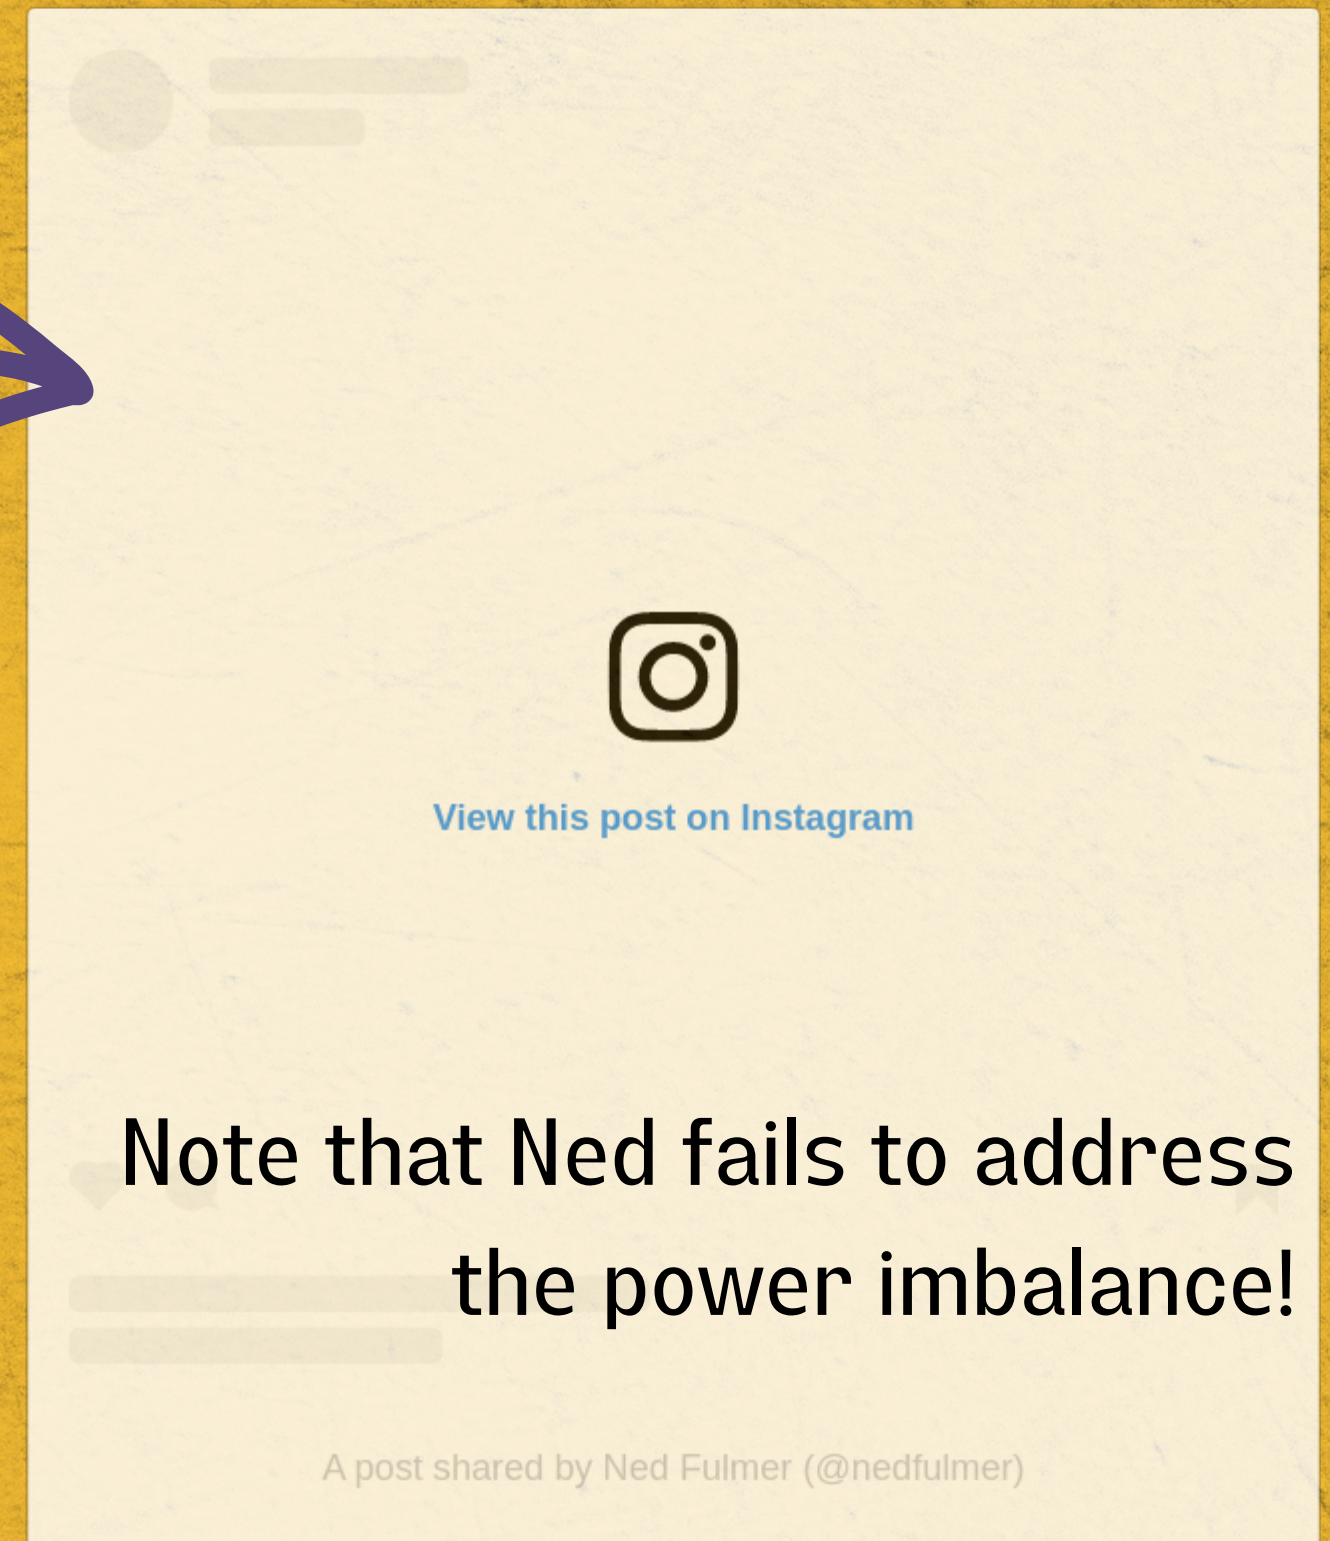 View this post on Instagram
Note that Ned fails to address
the power imbalance!
A post shared by Ned Fulmer (@nedfulmer)